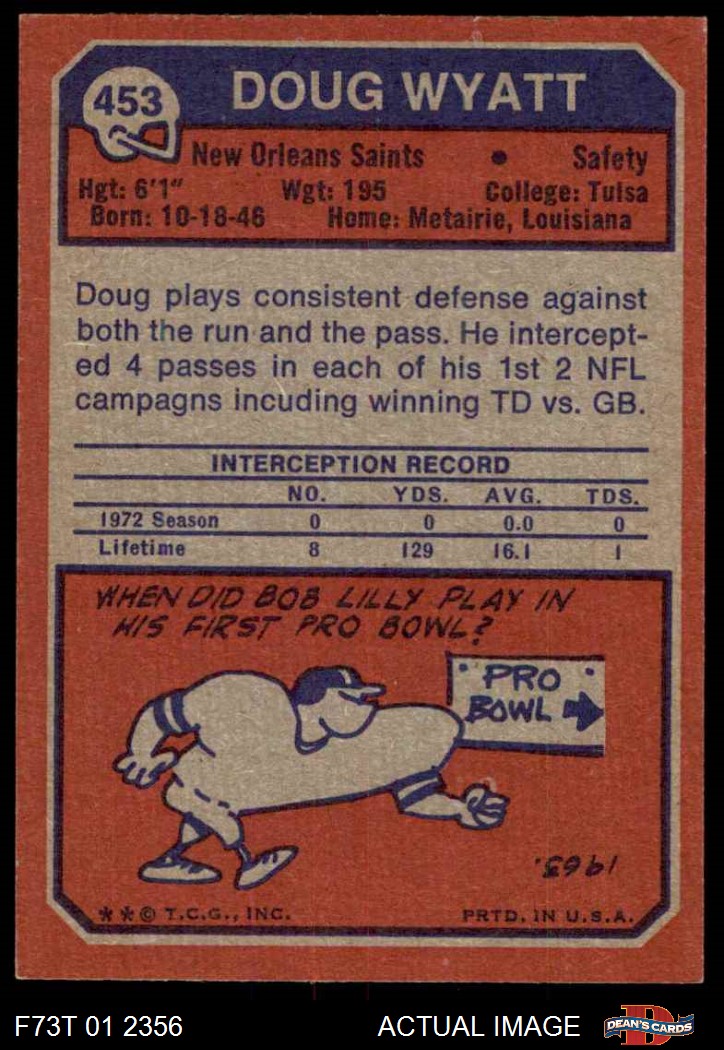 453
DOUG WYATT
New Orleans Saints • Safety
Hgt: 6'1" Wgt: 195 College: Tulsa
Born: 10-18-46 Home: Metairie, Louisiana
Doug plays consistent defense against
both the run and the pass. He intercept-
ed 4 passes in each of his 1st 2 NFL
campaigns incuding winning TD vs. GB.
INTERCEPTION RECORD
NO. YDS. AVG. TDS.
1972 Season 0 0 0.0 0
Lifetime 8 129 16.1 1
WHEN DID BOB LILLY PLAY IN
HIS FIRST PRO BOWL?
PRO
BOWL
1963.
**© T.C.G., INC. PRTD. IN U.S.A.
F73T 01 2356 ACTUAL IMAGE
D
DEAN'S CARDS